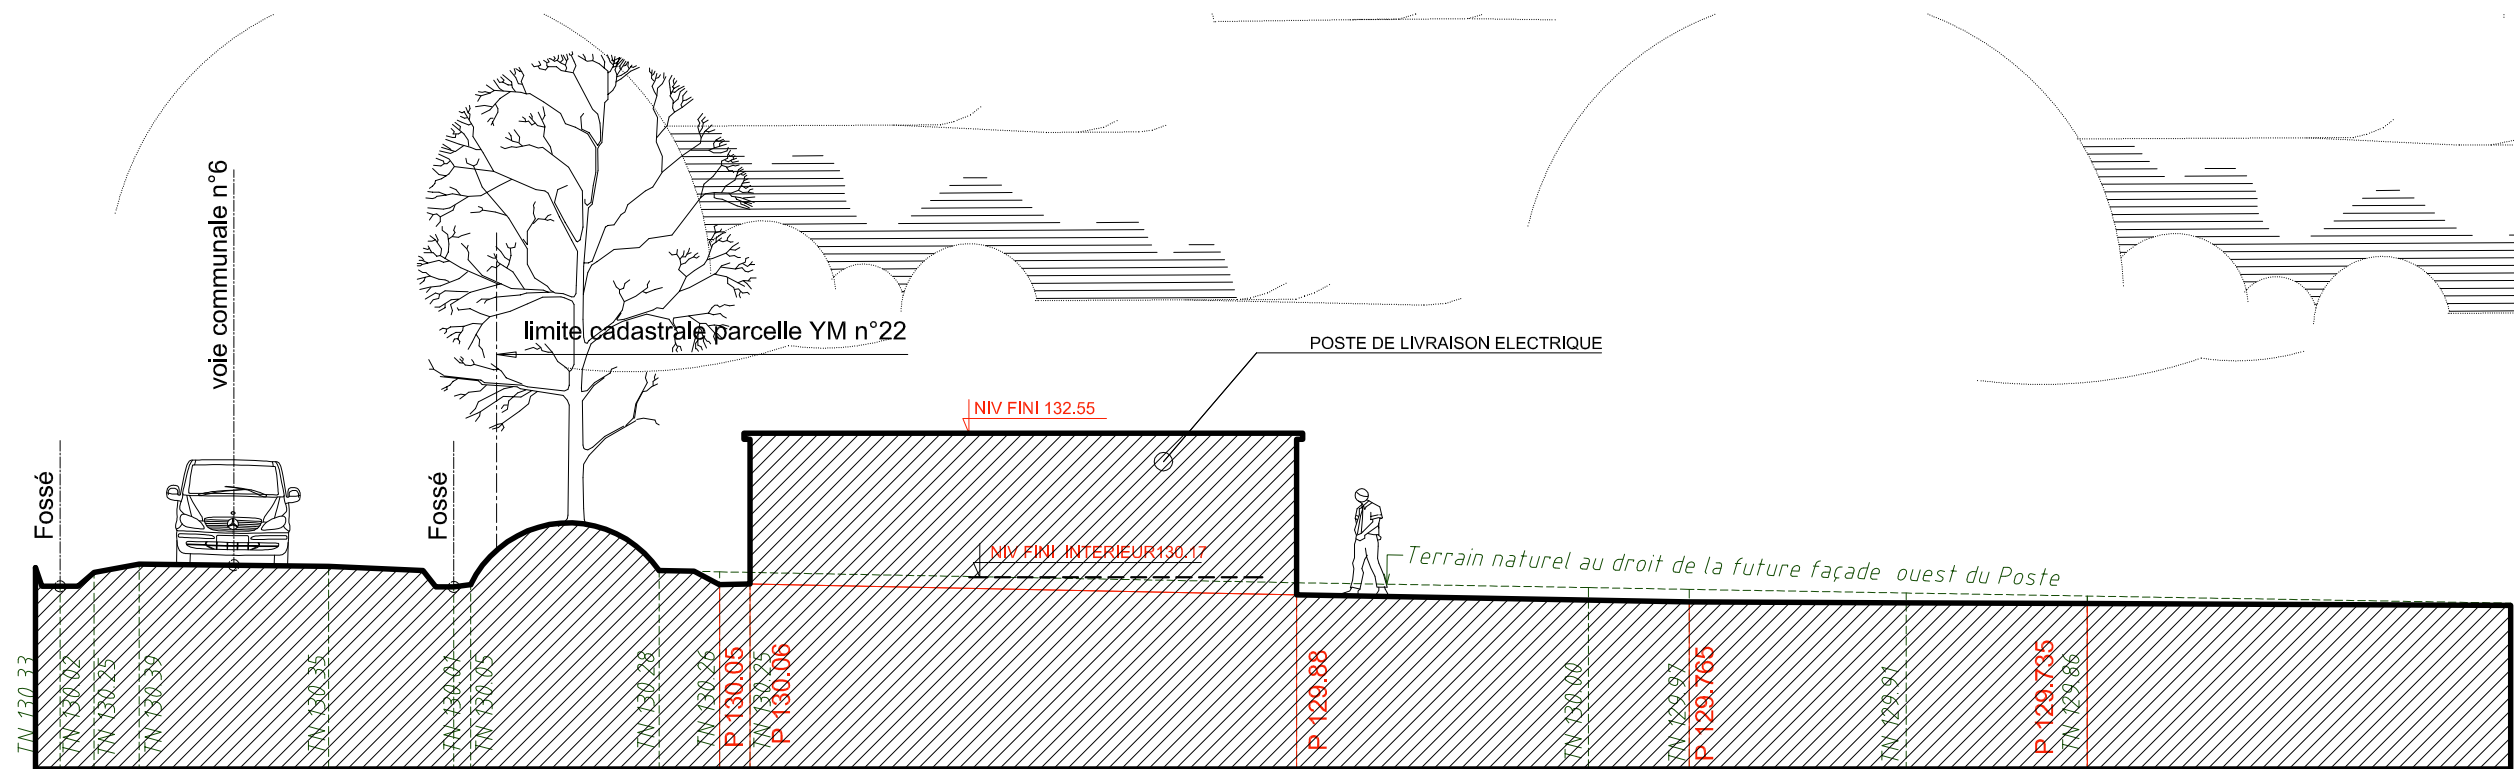 voie communale n°6
limite cadastrale parcelle YM n°22
POSTE DE LIVRAISON ELECTRIQUE
NIV FINI 132.55
Fossé
Fossé
NIV FINI INTERIEUR130.17
Terrain naturel au droit de la future façade ouest du Poste
TN 130.33
TN 130.02
TN 130.25
TN 130.39
TN 130.35
TN 130.01
TN 130.05
TN 130.28
TN 130.26
P 130.05
TN 130.25
P 130.06
P 129.88
TN 130.00
TN 129.97
P 129.765
TN 129.91
P 129.735
TN 129.86